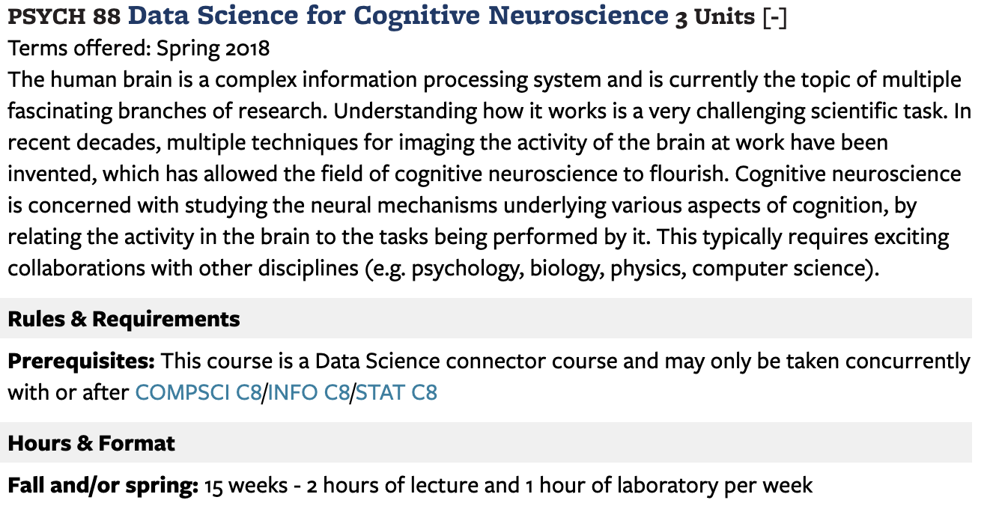 PSYCH 88 Data Science for Cognitive Neuroscience 3 Units [-]
Terms offered: Spring 2018
The human brain is a complex information processing system and is currently the topic of multiple
fascinating branches of research. Understanding how it works is a very challenging scientific task. In
recent decades, multiple techniques for imaging the activity of the brain at work have been
invented, which has allowed the field of cognitive neuroscience to flourish. Cognitive neuroscience
is concerned with studying the neural mechanisms underlying various aspects of cognition, by
relating the activity in the brain to the tasks being performed by it. This typically requires exciting
collaborations with other disciplines (e.g. psychology, biology, physics, computer science).
Rules & Requirements
Prerequisites: This course is a Data Science connector course and may only be taken concurrently
with or after COMPSCI C8/INFO C8/STAT C8
Hours & Format
Fall and/or spring: 15 weeks - 2 hours of lecture and 1 hour of laboratory per week